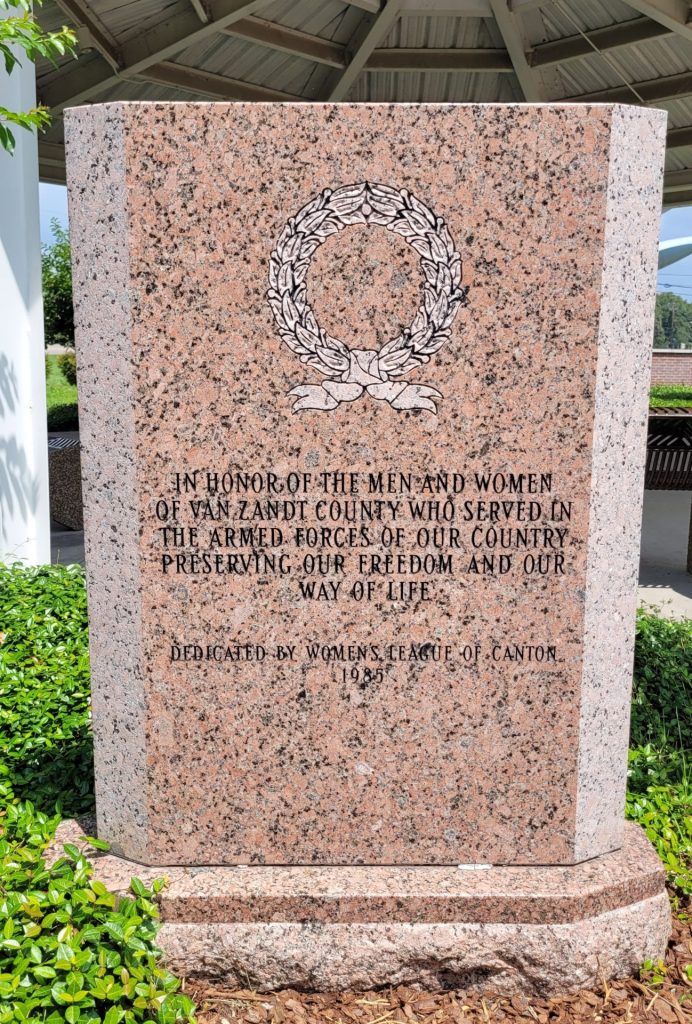 IN HONOR OF THE MEN AND WOMEN
OF VAN ZANDT COUNTY WHO SERVED IN
THE ARMED FORCES OF OUR COUNTRY
PRESERVING OUR FREEDOM AND OUR
WAY OF LIFE
DEDICATED BY WOMENS LEAGUE OF CANTON
1985